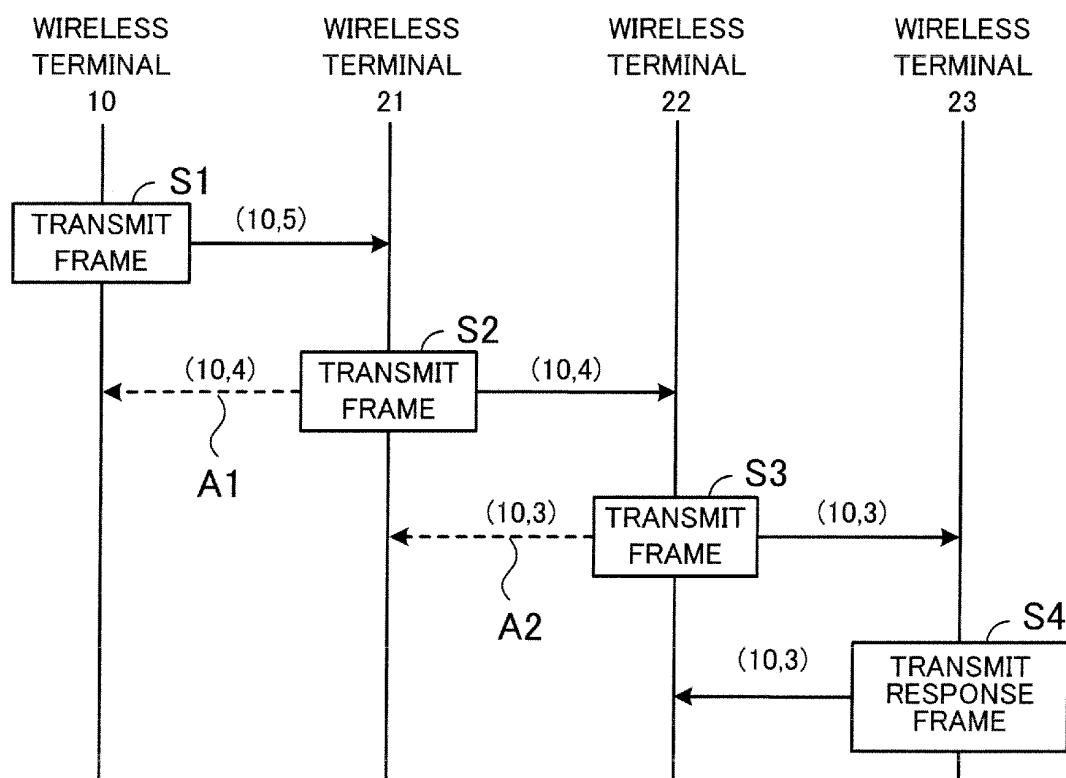 WIRELESS TERMINAL 10
WIRELESS TERMINAL 21
WIRELESS TERMINAL 22
WIRELESS TERMINAL 23
S1
TRANSMIT
FRAME
(10,5)
S2
TRANSMIT
FRAME
(10,4)
(10,4)
A1
S3
TRANSMIT
FRAME
(10,3)
(10,3)
A2
S4
TRANSMIT
RESPONSE
FRAME
(10,3)